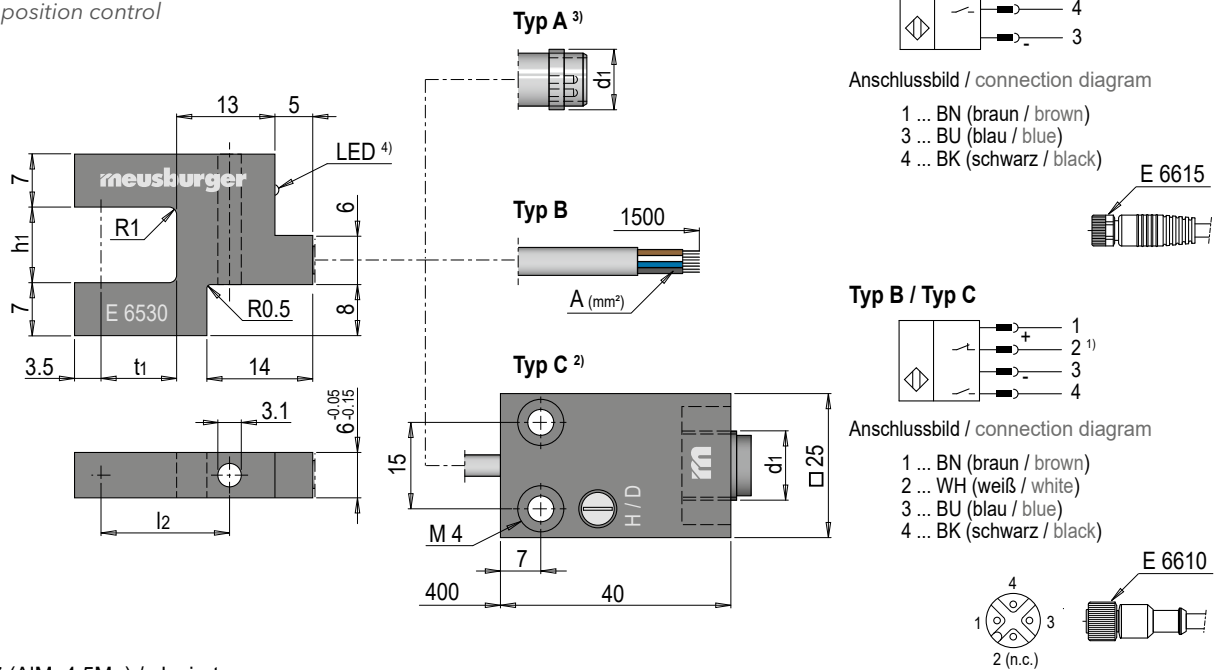 position control
Typ A ³⁾
d1
13
5
LED ⁴⁾
7
h1
7
meusburger
R1
6
E 6530
R0.5
8
3.5
t1
14
Typ B
1500
A (mm²)
3.1
6 -0.05 -0.15
l2
Typ C ²⁾
15
M 4
7
H / D
m
d1
□ 25
400
40
4
3
-
Anschlussbild / connection diagram
1 ... BN (braun / brown)
3 ... BU (blau / blue)
4 ... BK (schwarz / black)
E 6615
Typ B / Typ C
1
+
2 ¹⁾
3
-
4
Anschlussbild / connection diagram
1 ... BN (braun / brown)
2 ... WH (weiß / white)
3 ... BU (blau / blue)
4 ... BK (schwarz / black)
E 6610
4
1
3
2 (n.c.)